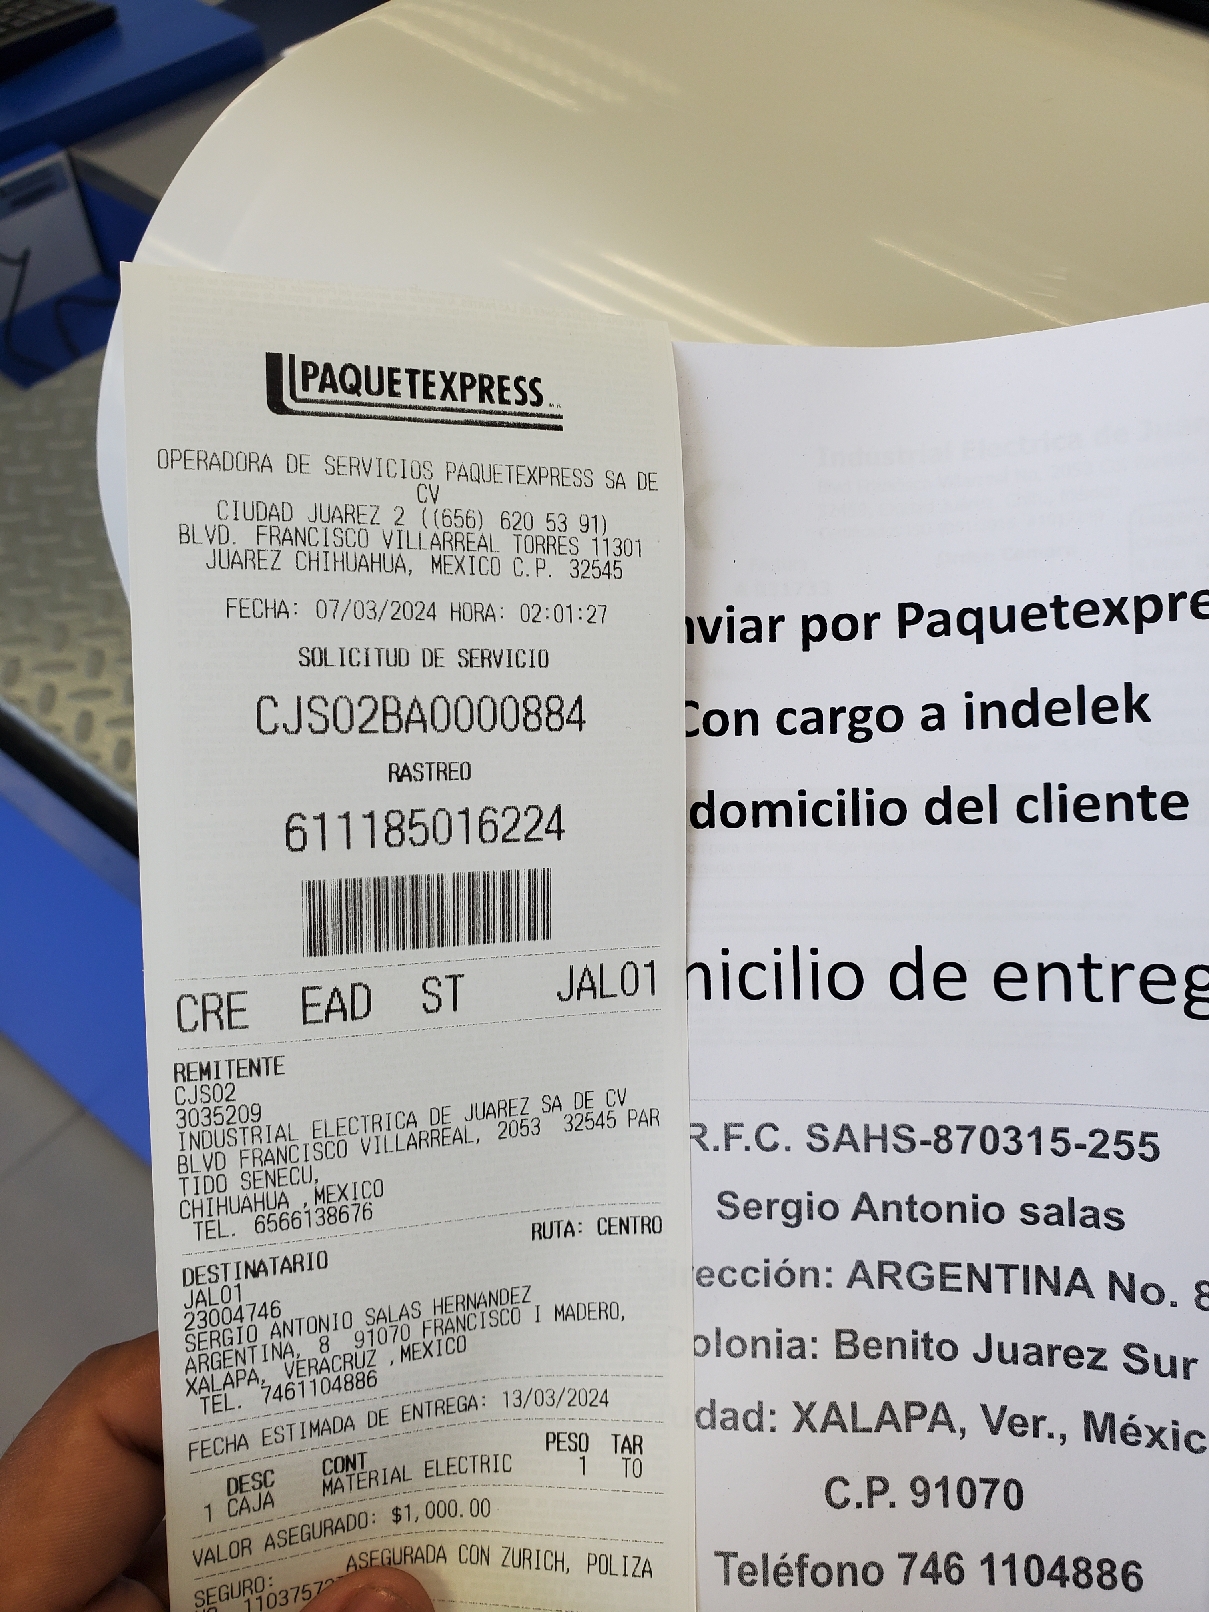 PAQUETEXPRESS
OPERADORA DE SERVICIOS PAQUETEXPRESS SA DE
CV
CIUDAD JUAREZ 2 ((656) 620 53 91)
BLVD. FRANCISCO VILLARREAL TORRES 11301
JUAREZ CHIHUAHUA, MEXICO C.P. 32545
FECHA: 07/03/2024 HORA: 02:01:27
SOLICITUD DE SERVICIO
CJS02BA0000884
RASTREO
611185016224
CRE EAD ST JAL01
REMITENTE
CJS02
3035209
INDUSTRIAL ELECTRICA DE JUAREZ SA DE CV
BLVD FRANCISCO VILLARREAL, 2053 32545 PAR
TIDO SENECU,
CHIHUAHUA , MEXICO
TEL. 6566138676
RUTA: CENTRO
DESTINATARIO
JAL01
23004746
SERGIO ANTONIO SALAS HERNANDEZ
ARGENTINA, 8 91070 FRANCISCO I MADERO,
XALAPA, VERACRUZ , MEXICO
TEL. 7461104886
FECHA ESTIMADA DE ENTREGA: 13/03/2024
DESC CONT PESO TAR
1 CAJA MATERIAL ELECTRIC 1 T0
VALOR ASEGURADO: $1,000.00
SEGURO: ASEGURADA CON ZURICH, POLIZA
nviar por Paquetexpre
Con cargo a indelek
domicilio del cliente
nicilio de entreg
R.F.C. SAHS-870315-255
Sergio Antonio salas
ección: ARGENTINA No. 8
olonia: Benito Juarez Sur
dad: XALAPA, Ver., Méxic
C.P. 91070
Teléfono 746 1104886